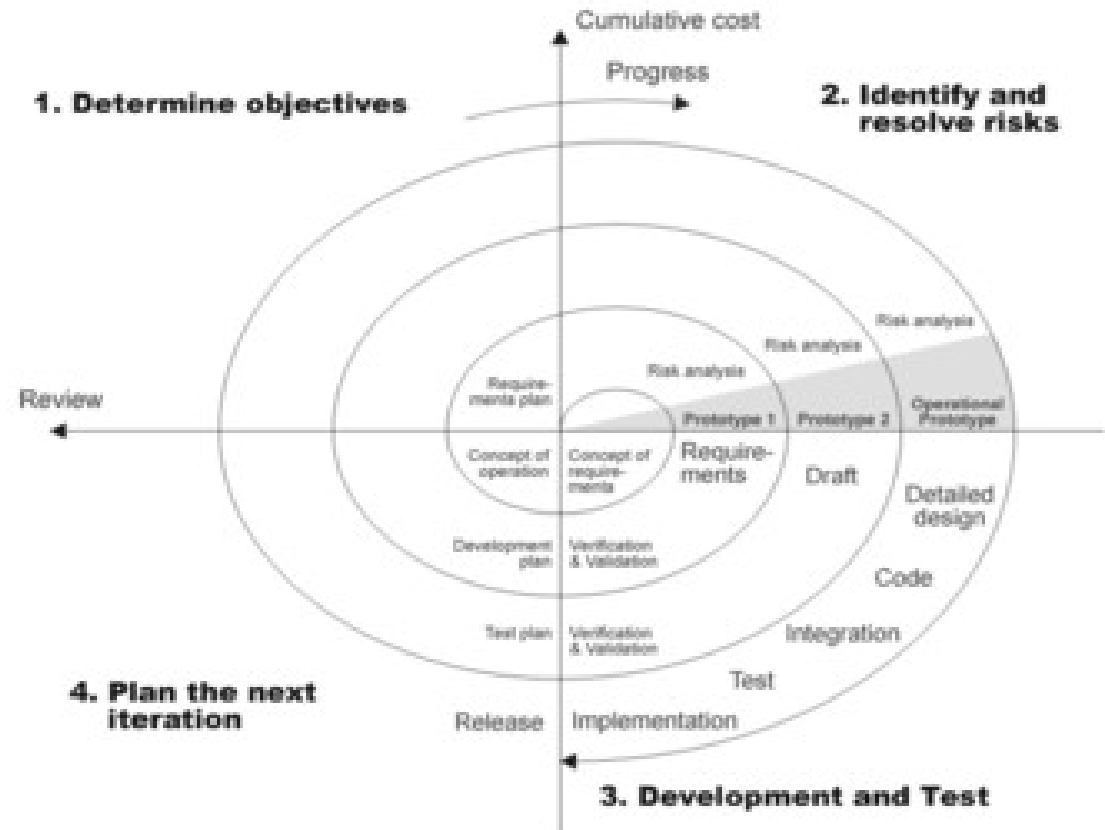 Cumulative cost
Progress
1. Determine objectives
2. Identify and
resolve risks
Risk analysis
Risk analysis
Risk analysis
Require-
ments plan
Review
Prototype 1
Prototype 2
Operational
Prototype
Concept of
operation
Concept of
require-
ments
Require-
ments
Draft
Detailed
design
Development
plan
Verification
& Validation
Code
Test plan
Verification
& Validation
Integration
Test
4. Plan the next
iteration
Release
Implementation
3. Development and Test